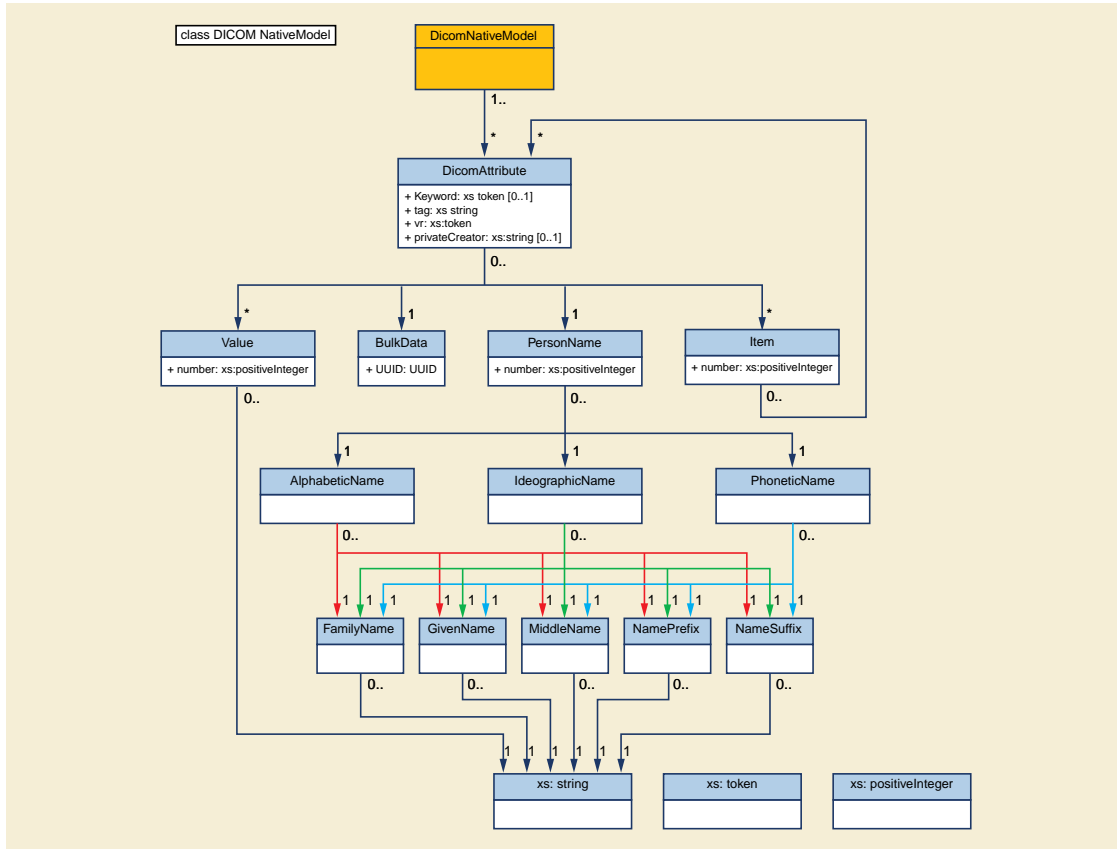 class DICOM NativeModel
DicomNativeModel
1..
* *
DicomAttribute
+ Keyword: xs token [0..1]
+ tag: xs string
+ vr: xs:token
+ privateCreator: xs:string [0..1]
0..
* 1 1 *
Value BulkData PersonName Item
+ number: xs:positiveInteger + UUID: UUID + number: xs:positiveInteger + number: xs:positiveInteger
0.. 0.. 0..
1 1 1
AlphabeticName IdeographicName PhoneticName
0.. 0.. 0..
1 1 1 1 1 1 1 1 1 1 1 1 1 1 1
FamilyName GivenName MiddleName NamePrefix NameSuffix
0.. 0.. 0.. 0.. 0..
1 1 1 1 1 1
xs: string xs: token xs: positiveInteger